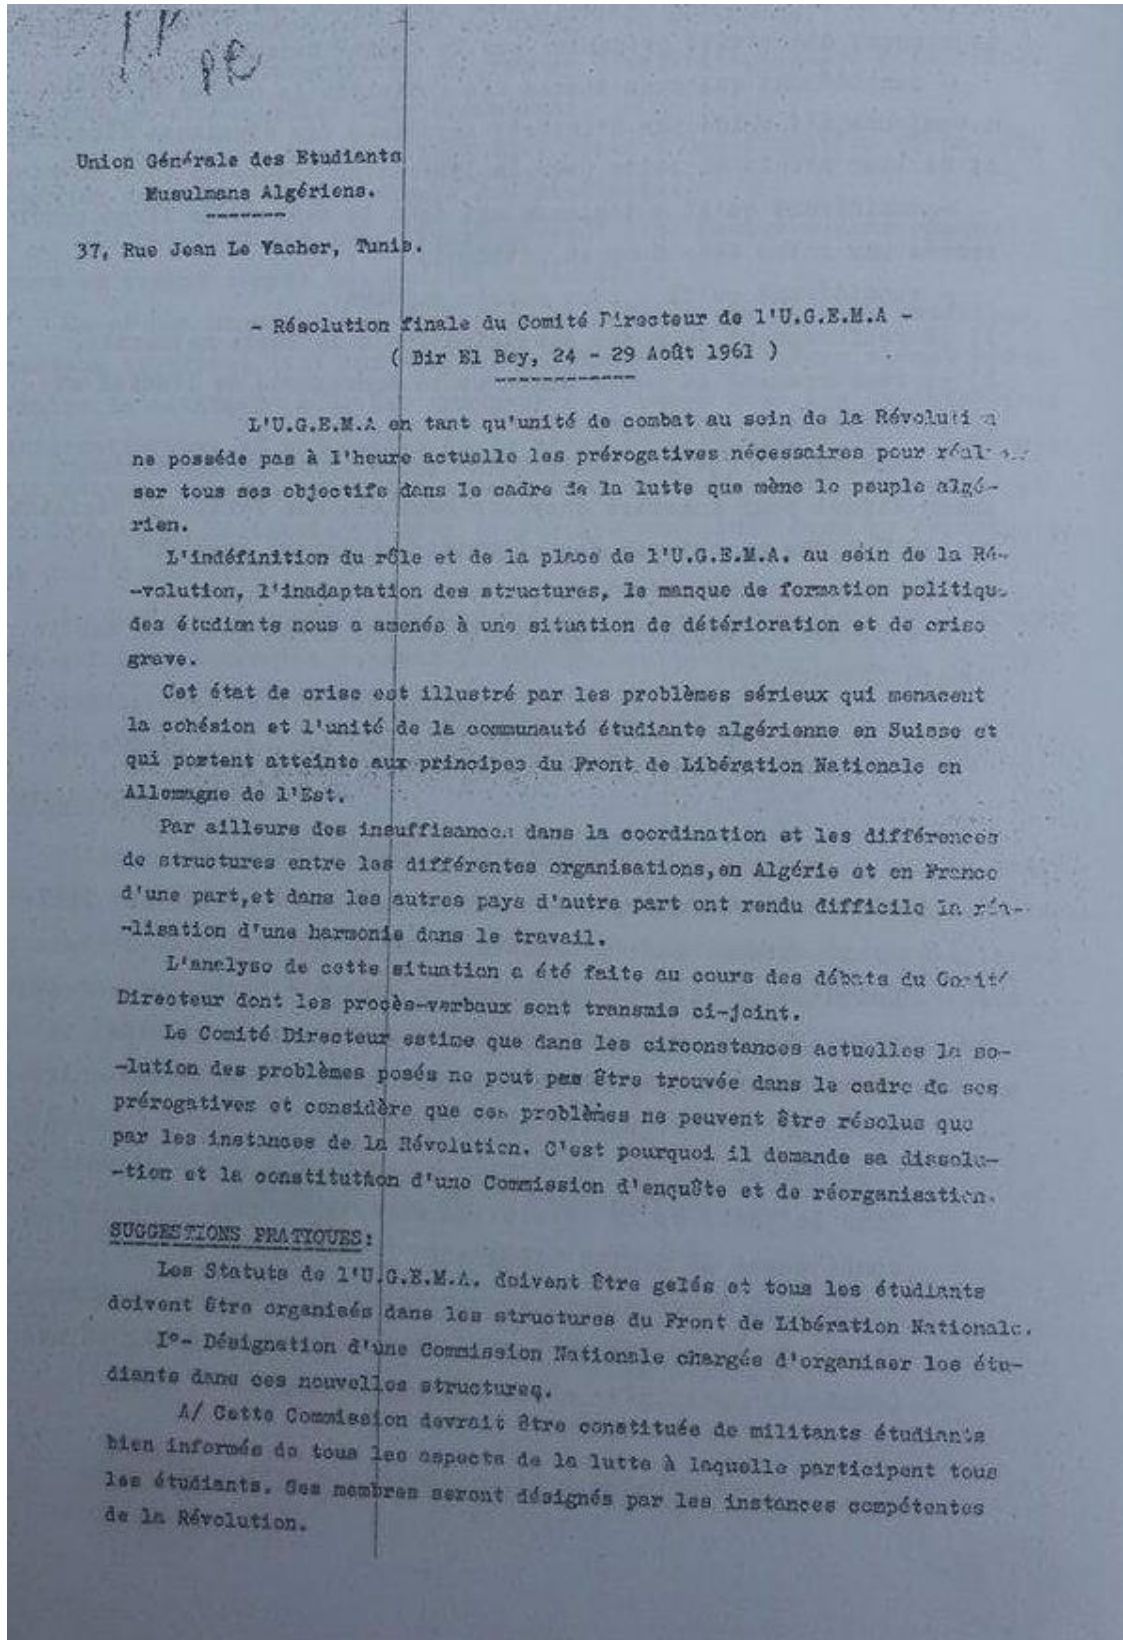 Union Générale des Etudiants
Musulmans Algériens.
-------
37, Rue Jean Le Vacher, Tunis.
- Résolution finale du Comité Directeur de l'U.G.E.M.A -
( Bir El Bey, 24 - 29 Août 1961 )
------------
L'U.G.E.M.A en tant qu'unité de combat au sein de la Révolution
ne posséde pas à l'heure actuelle les prérogatives nécessaires pour
ser tous ses objectifs dans le cadre de la lutte que mène le peuple algé-
rien.
L'indéfinition du rôle et de la place de l'U.G.E.M.A. au sein de la Ré-
-volution, l'inadaptation des structures, le manque de formation politique
des étudiants nous a amenés à une situation de détérioration et de crise
grave.
Cet état de crise est illustré par les problèmes sérieux qui menacent
la cohésion et l'unité de la communauté étudiante algérienne en Suisse et
qui portent atteinte aux principes du Front de Libération Nationale en
Allemagne de l'Est.
Par ailleurs des insuffisances dans la coordination et les différences
de structures entre les différentes organisations, en Algérie et en France
d'une part, et dans les autres pays d'autre part ont rendu difficile la réa-
-lisation d'une harmonie dans le travail.
L'analyse de cette situation a été faite au cours des débats du Comité
Directeur dont les procès-verbaux sont transmis ci-joint.
Le Comité Directeur estime que dans les circonstances actuelles la so-
-lution des problèmes posés ne peut pas être trouvée dans le cadre de ses
prérogatives et considère que ces problèmes ne peuvent être résolus que
par les instances de la Révolution. C'est pourquoi il demande sa dissolu-
-tion et la constitution d'une Commission d'enquête et de réorganisation.
SUGGESTIONS PRATIQUES:
Les Statuts de l'U.G.E.M.A. doivent être gelés et tous les étudiants
doivent être organisés dans les structures du Front de Libération Nationale.
I°- Désignation d'une Commission Nationale chargés d'organiser les étu-
diants dans ces nouvelles structures.
A/ Cette Commission devrait être constituée de militants étudiants
bien informés de tous les aspects de la lutte à laquelle participent tous
les étudiants. Ses membres seront désignés par les instances compétentes
de la Révolution.